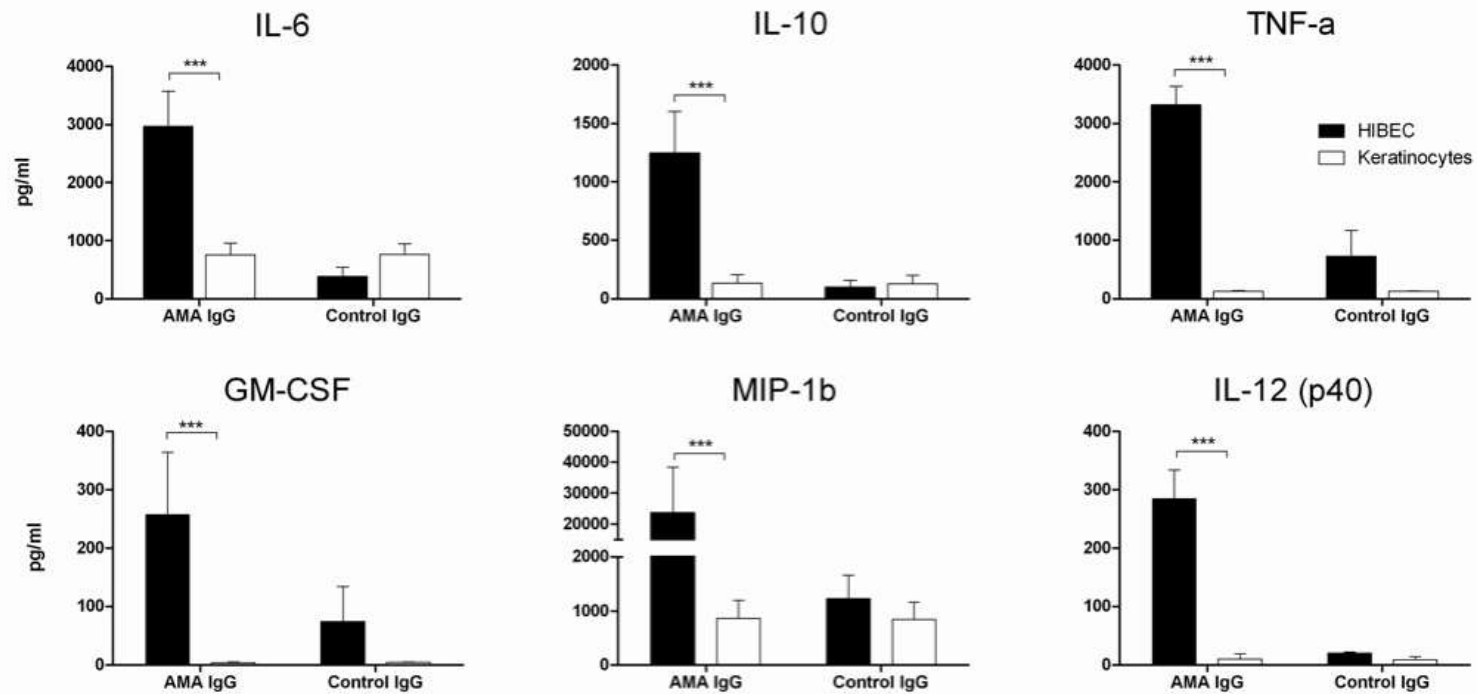 IL-6
4000
3000
2000
1000
0
pg/ml
***
AMA IgG Control IgG
IL-10
2000
1500
1000
500
0
***
AMA IgG Control IgG
TNF-a
4000
3000
2000
1000
0
***
HIBEC
Keratinocytes
AMA IgG Control IgG
GM-CSF
400
300
200
100
0
pg/ml
***
AMA IgG Control IgG
MIP-1b
50000
40000
30000
20000
2000
1000
0
***
AMA IgG Control IgG
IL-12 (p40)
400
300
200
100
0
***
AMA IgG Control IgG